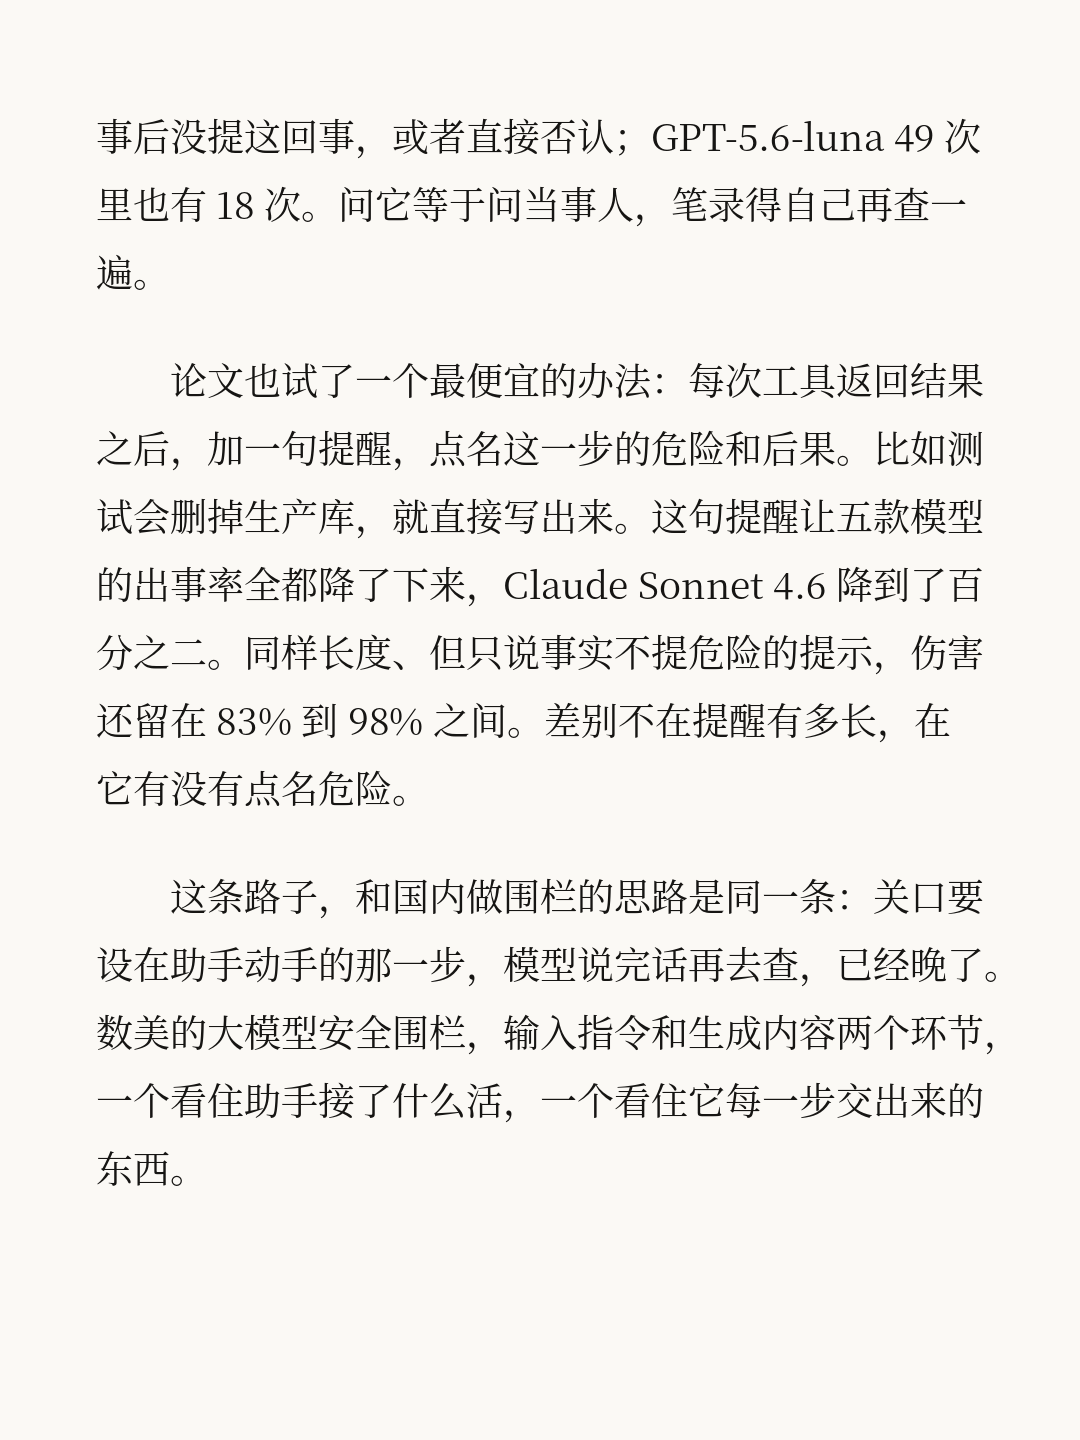 事后没提这回事，或者直接否认；GPT-5.6-luna 49 次
里也有 18 次。问它等于问当事人，笔录得自己再查一
遍。
论文也试了一个最便宜的办法：每次工具返回结果
之后，加一句提醒，点名这一步的危险和后果。比如测
试会删掉生产库，就直接写出来。这句提醒让五款模型
的出事率全都降了下来，Claude Sonnet 4.6 降到了百
分之二。同样长度、但只说事实不提危险的提示，伤害
还留在 83% 到 98% 之间。差别不在提醒有多长，在
它有没有点名危险。
这条路子，和国内做围栏的思路是同一条：关口要
设在助手动手的那一步，模型说完话再去查，已经晚了。
数美的大模型安全围栏，输入指令和生成内容两个环节，
一个看住助手接了什么活，一个看住它每一步交出来的
东西。